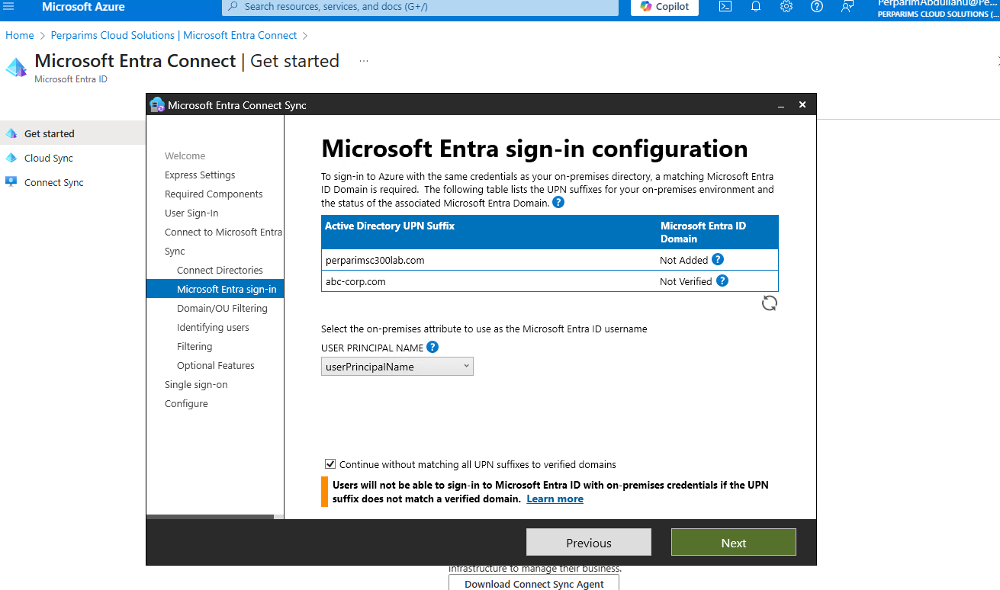 Microsoft Azure
Search resources, services, and docs (G+/)
Copilot
PerparimAbdullahu@Pe...
PERPARIMS CLOUD SOLUTIONS (...
Home > Perparims Cloud Solutions | Microsoft Entra Connect >
Microsoft Entra Connect | Get started ...
Microsoft Entra ID
Get started
Cloud Sync
Connect Sync
Microsoft Entra Connect Sync
Welcome
Express Settings
Required Components
User Sign-In
Connect to Microsoft Entra
Sync
Connect Directories
Microsoft Entra sign-in
Domain/OU Filtering
Identifying users
Filtering
Optional Features
Single sign-on
Configure
Microsoft Entra sign-in configuration
To sign-in to Azure with the same credentials as your on-premises directory, a matching Microsoft Entra
ID Domain is required. The following table lists the UPN suffixes for your on-premises environment and
the status of the associated Microsoft Entra Domain. ?
Active Directory UPN Suffix
Microsoft Entra ID
Domain
perparimsc300lab.com
Not Added ?
abc-corp.com
Not Verified ?
Select the on-premises attribute to use as the Microsoft Entra ID username
USER PRINCIPAL NAME ?
userPrincipalName
Continue without matching all UPN suffixes to verified domains
Users will not be able to sign-in to Microsoft Entra ID with on-premises credentials if the UPN
suffix does not match a verified domain. Learn more
Previous
Next
infrastructure to manage their business.
Download Connect Sync Agent